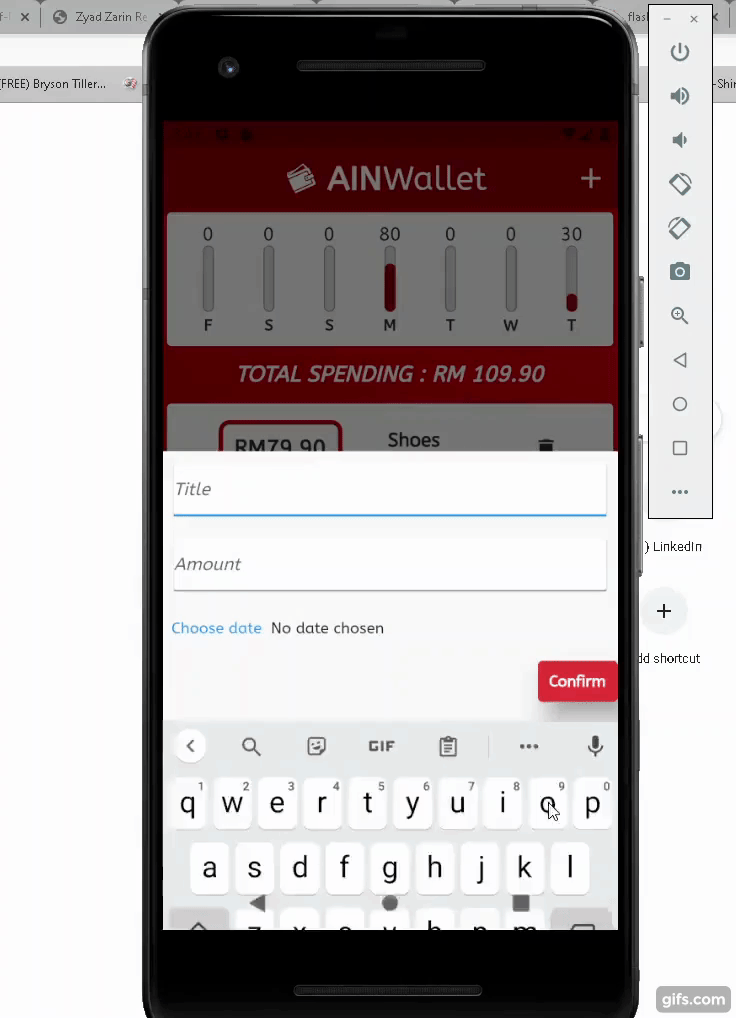 Zyad Zarin Re
flas
(FREE) Bryson Tiller...
-Shir
AINWallet
0 0 0 80 0 0 30
F S S M T W T
TOTAL SPENDING : RM 109.90
RM79.90
Shoes
Title
Amount
Choose date No date chosen
Confirm
) LinkedIn
dd shortcut
GIF
1 2 3 4 5 6 7 8 9 0
q w e r t y u i o p
a s d f g h j k l
z x c v b n m
gifs.com